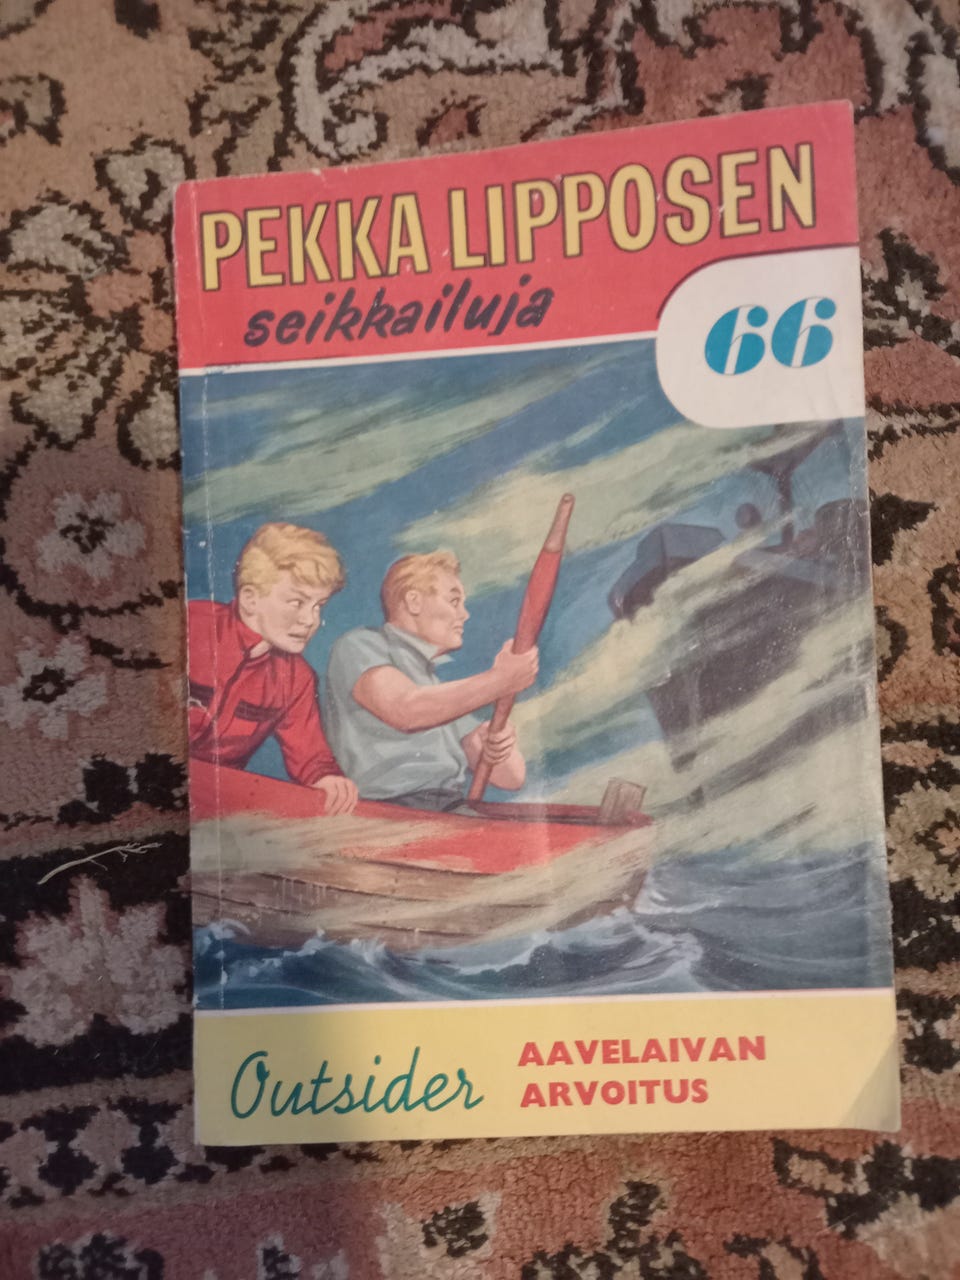 PEKKA LIPPOSEN
seikkailuja
66
Outsider
AAVELAIVAN
ARVOITUS